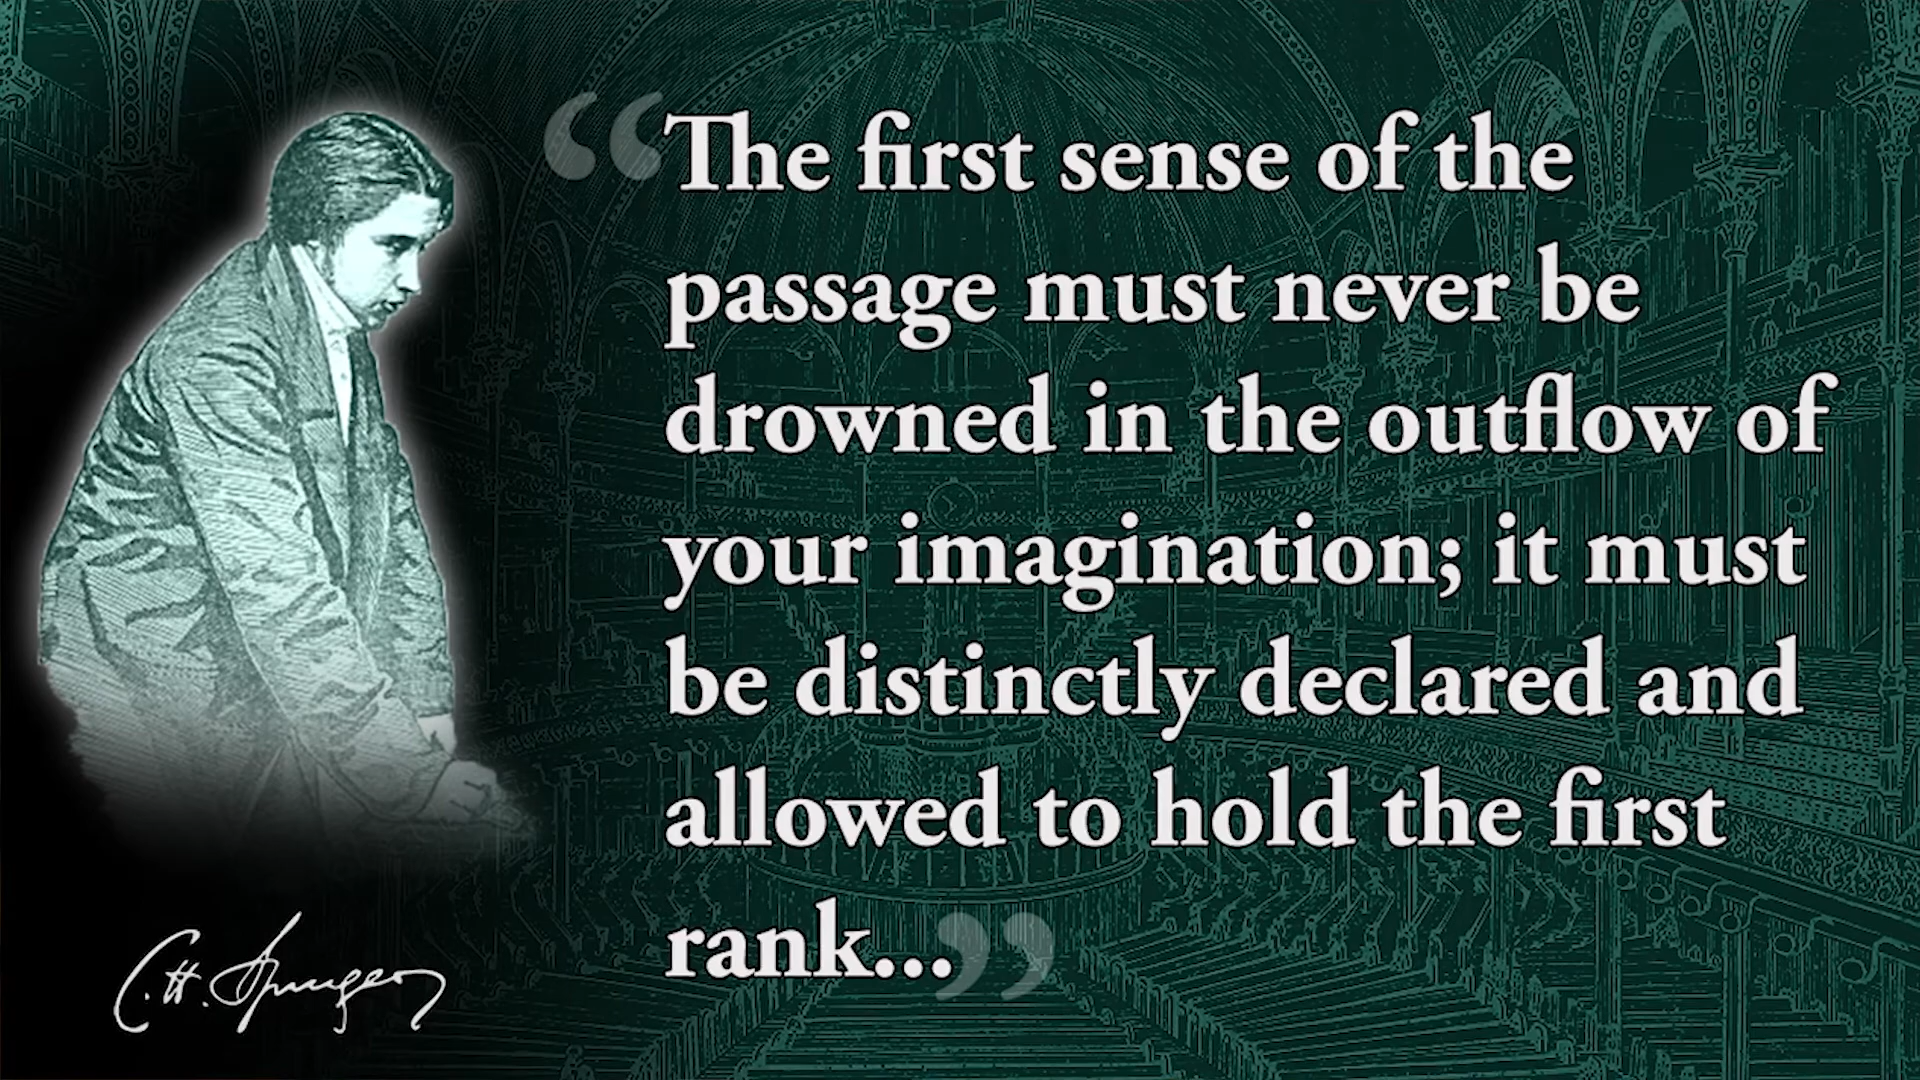 “The first sense of the
passage must never be
drowned in the outflow of
your imagination; it must
be distinctly declared and
allowed to hold the first
rank...”
C. H. Spurgeon